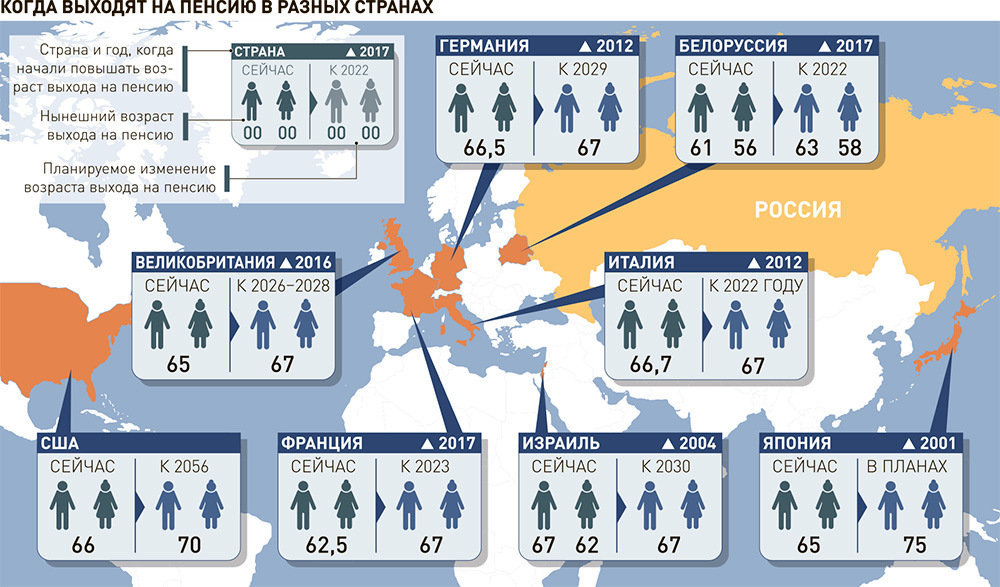 КОГДА ВЫХОДЯТ НА ПЕНСИЮ В РАЗНЫХ СТРАНАХ
Страна и год, когда
начали повышать воз-
раст выхода на пенсию
Нынешний возраст
выхода на пенсию
Планируемое изменение
возраста выхода на пенсию
СТРАНА ▲ 2017
СЕЙЧАС К 2022
00 00 00 00
ГЕРМАНИЯ ▲ 2012
СЕЙЧАС К 2029
66,5 67
БЕЛОРУССИЯ ▲ 2017
СЕЙЧАС К 2022
61 56 63 58
РОССИЯ
ВЕЛИКОБРИТАНИЯ ▲ 2016
СЕЙЧАС К 2026–2028
65 67
ИТАЛИЯ ▲ 2012
СЕЙЧАС К 2022 ГОДУ
66,7 67
США
СЕЙЧАС К 2056
66 70
ФРАНЦИЯ ▲ 2017
СЕЙЧАС К 2023
62,5 67
ИЗРАИЛЬ ▲ 2004
СЕЙЧАС К 2030
67 62 67
ЯПОНИЯ ▲ 2001
СЕЙЧАС В ПЛАНАХ
65 75